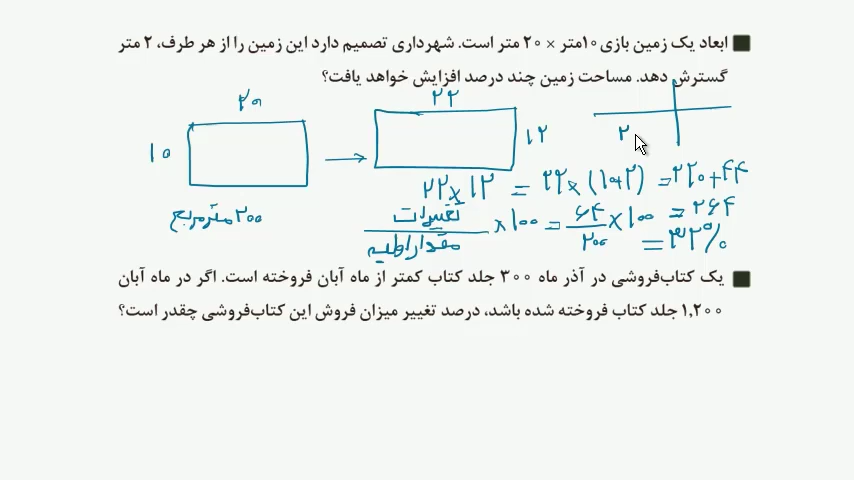 ابعاد یک زمین بازی ۱۰متر × ۲۰ متر است. شهرداری تصمیم دارد این زمین را از هر طرف، ۲ متر
گسترش دهد. مساحت زمین چند درصد افزایش خواهد یافت؟
۲۰
۱۰
۲۰۰ مترمربع
۲۲
۱۲
۲
۲۲×۱۲ = ۲۲×(۱۰+۲) =۲۲۰+۴۴
=۲۶۴
تغییرات
مقدار اولیه
×۱۰۰ = ۶۴/۲۰۰ ×۱۰۰
=۳۲%
یک کتاب‌فروشی در آذر ماه ۳۰۰ جلد کتاب کمتر از ماه آبان فروخته است. اگر در ماه آبان
۱,۲۰۰ جلد کتاب فروخته شده باشد، درصد تغییر میزان فروش این کتاب‌فروشی چقدر است؟